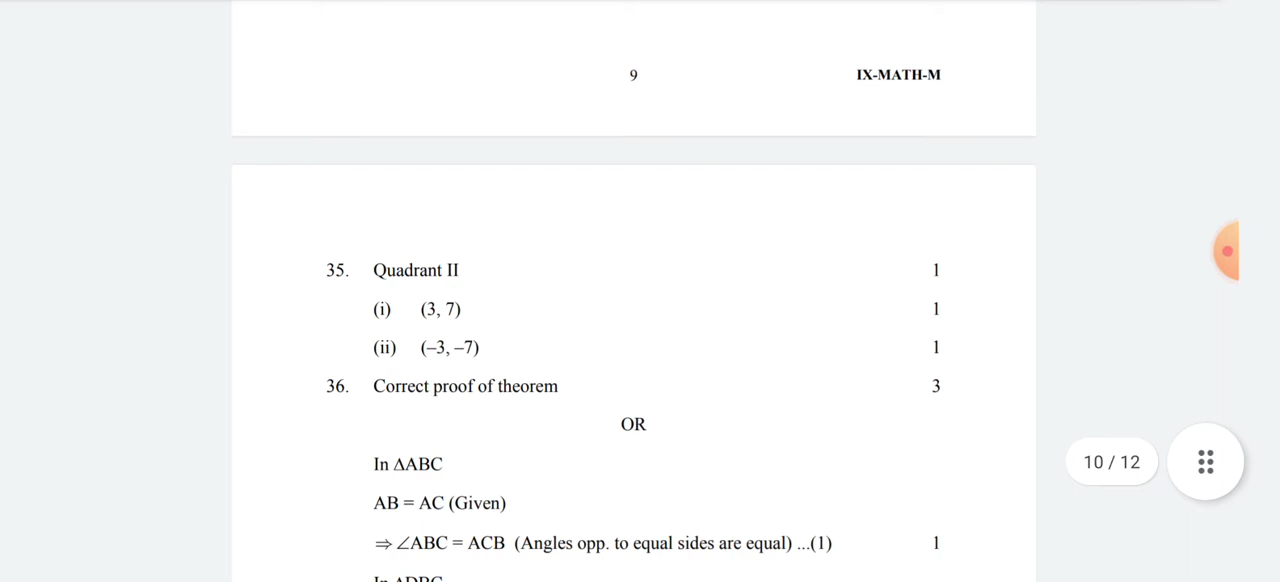 9 IX-MATH-M
35. Quadrant II 1
(i) (3, 7) 1
(ii) (–3, –7) 1
36. Correct proof of theorem 3
OR
In ΔABC
10 / 12
AB = AC (Given)
⇒ ∠ABC = ACB (Angles opp. to equal sides are equal) ...(1) 1